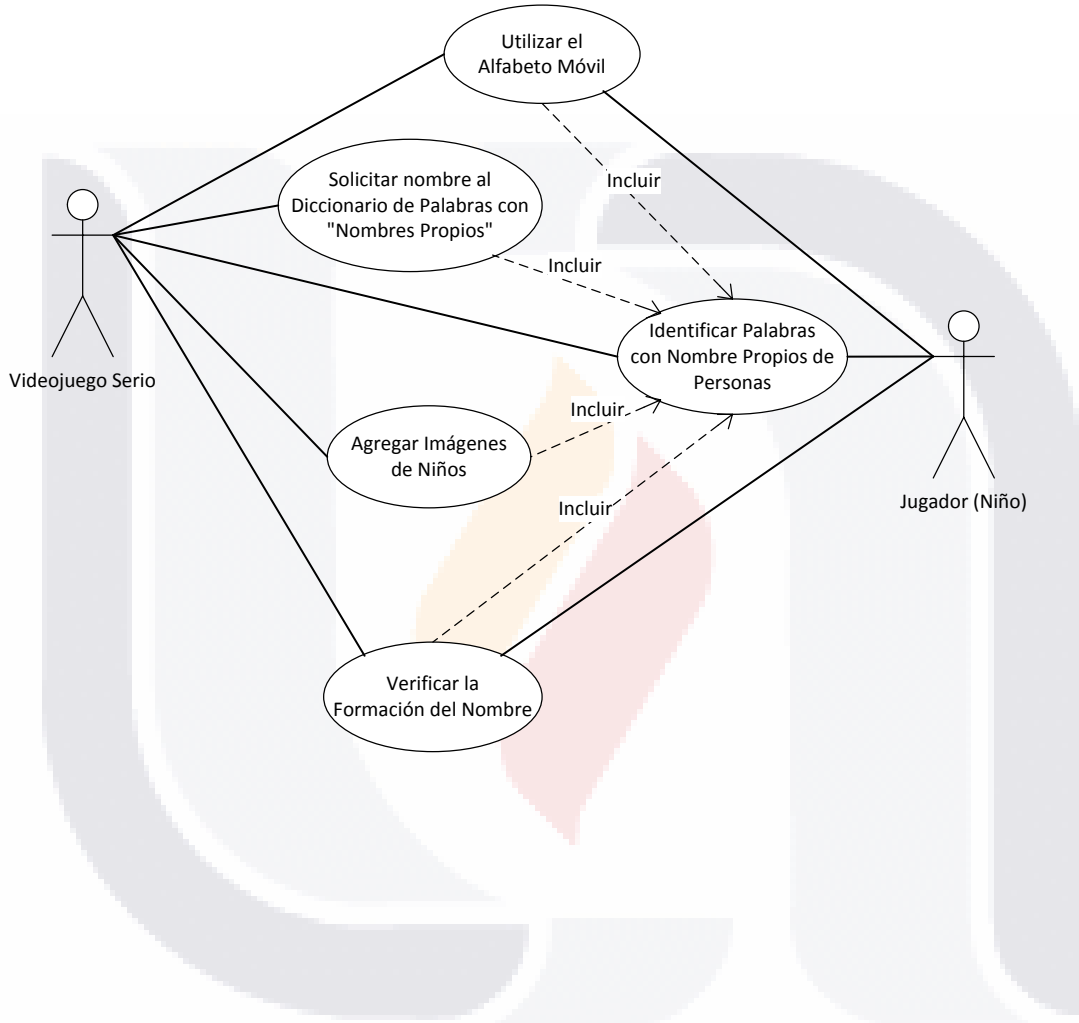 Utilizar el
Alfabeto Móvil
Incluir
Solicitar nombre al
Diccionario de Palabras con
"Nombres Propios"
Incluir
Identificar Palabras
con Nombre Propios de
Personas
Videojuego Serio
Incluir
Agregar Imágenes
de Niños
Jugador (Niño)
Incluir
Verificar la
Formación del Nombre